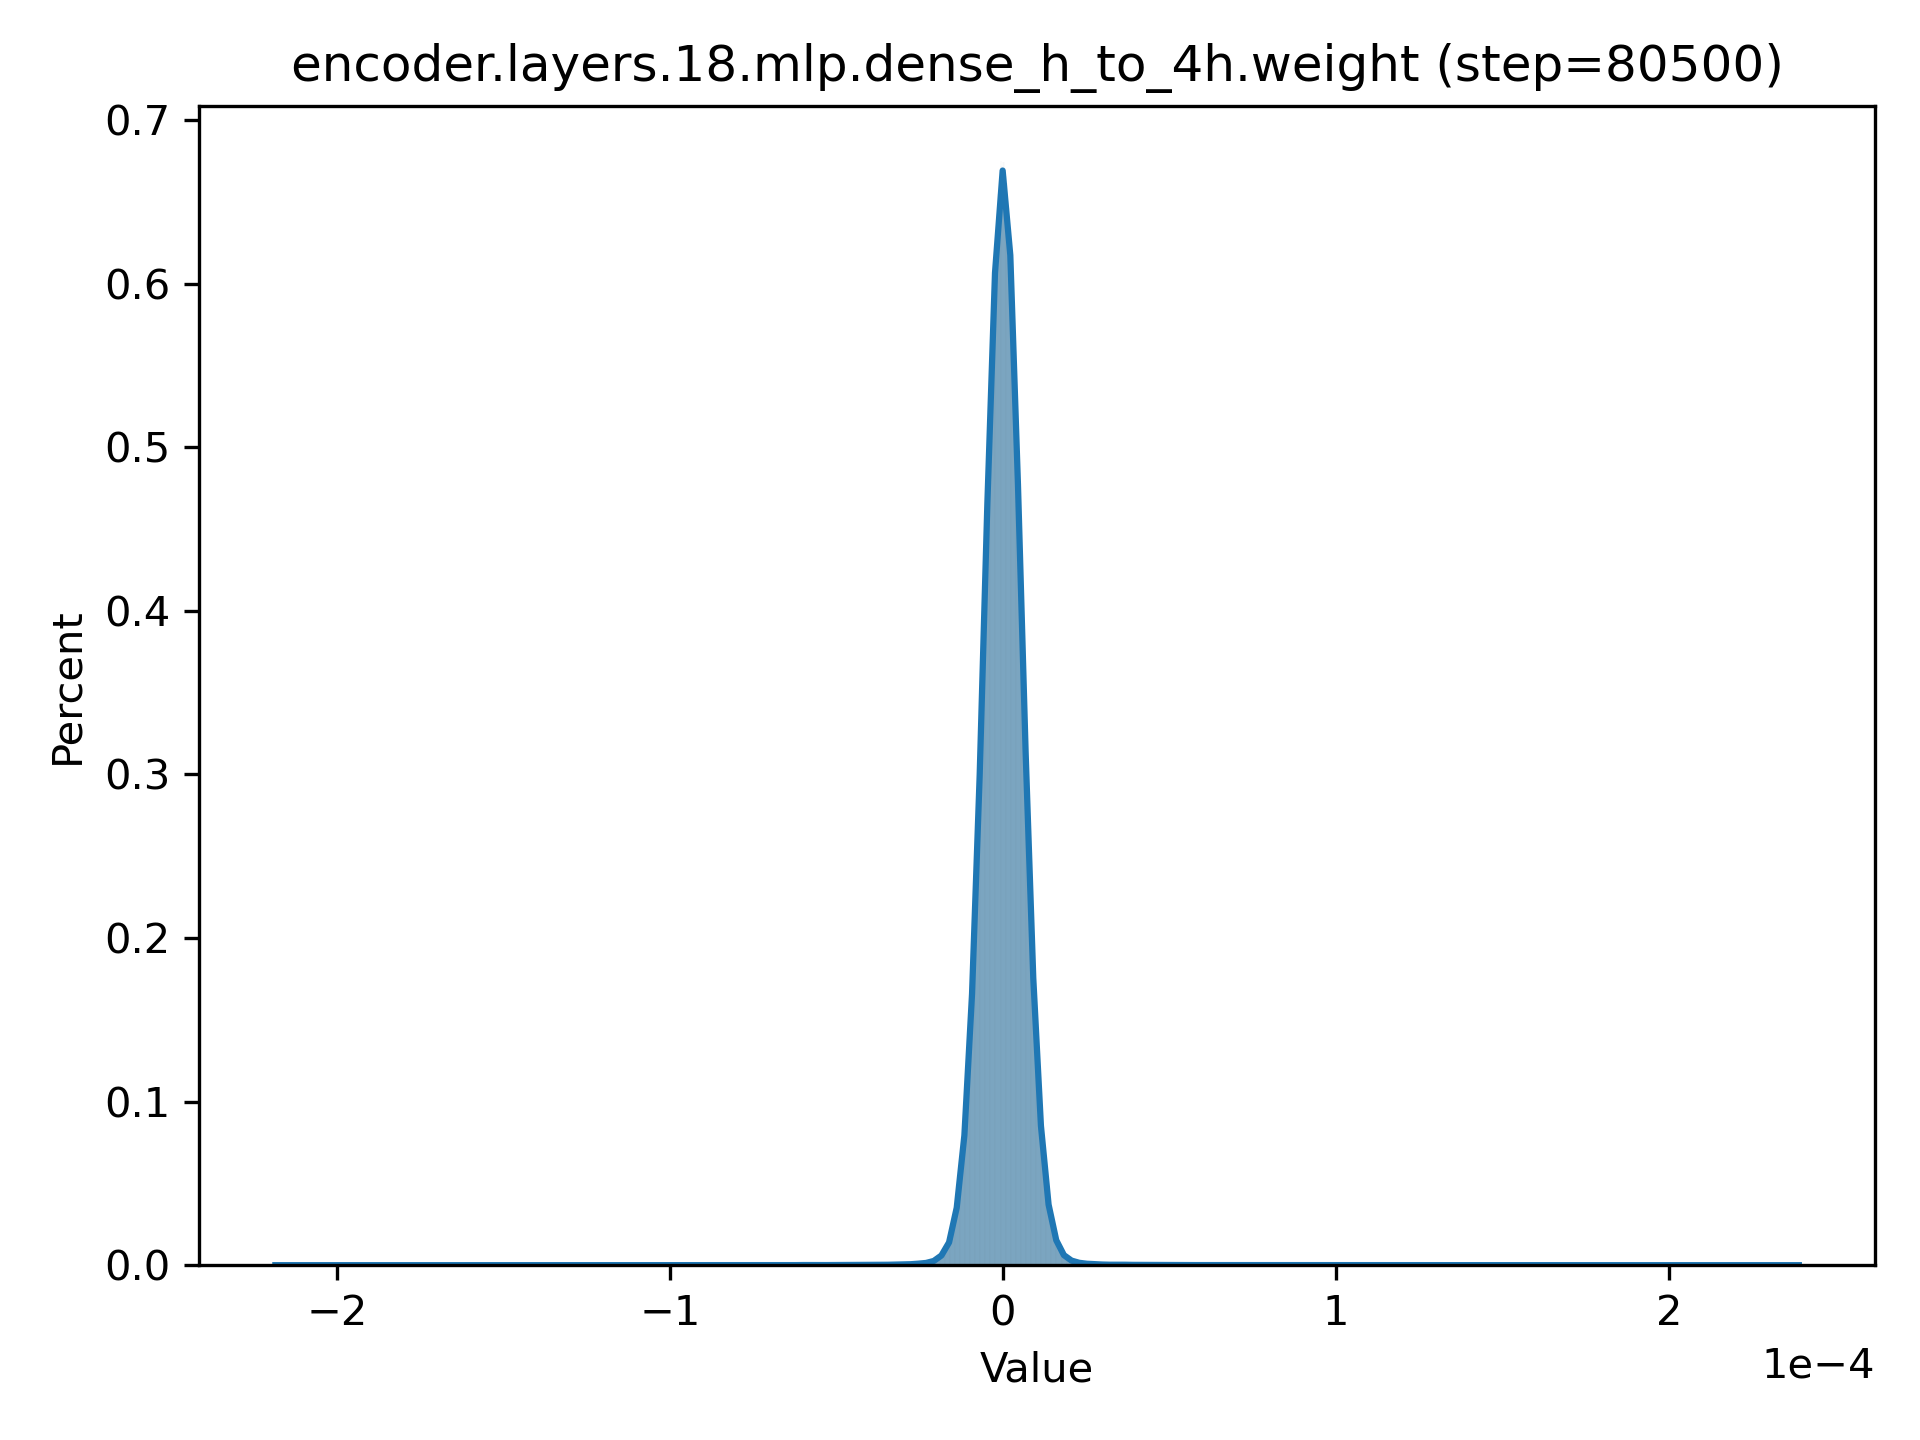 encoder.layers.18.mlp.dense_h_to_4h.weight (step=80500)
0.7
0.6
0.5
0.4
0.3
0.2
0.1
0.0
Percent
−2 −1 0 1 2
Value
1e−4